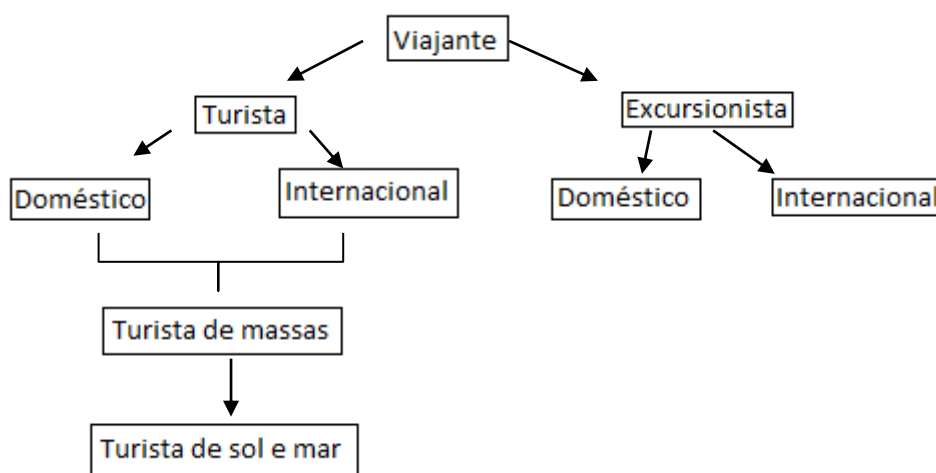 Viajante
Turista
Excursionista
Doméstico
Internacional
Doméstico
Internacional
Turista de massas
Turista de sol e mar